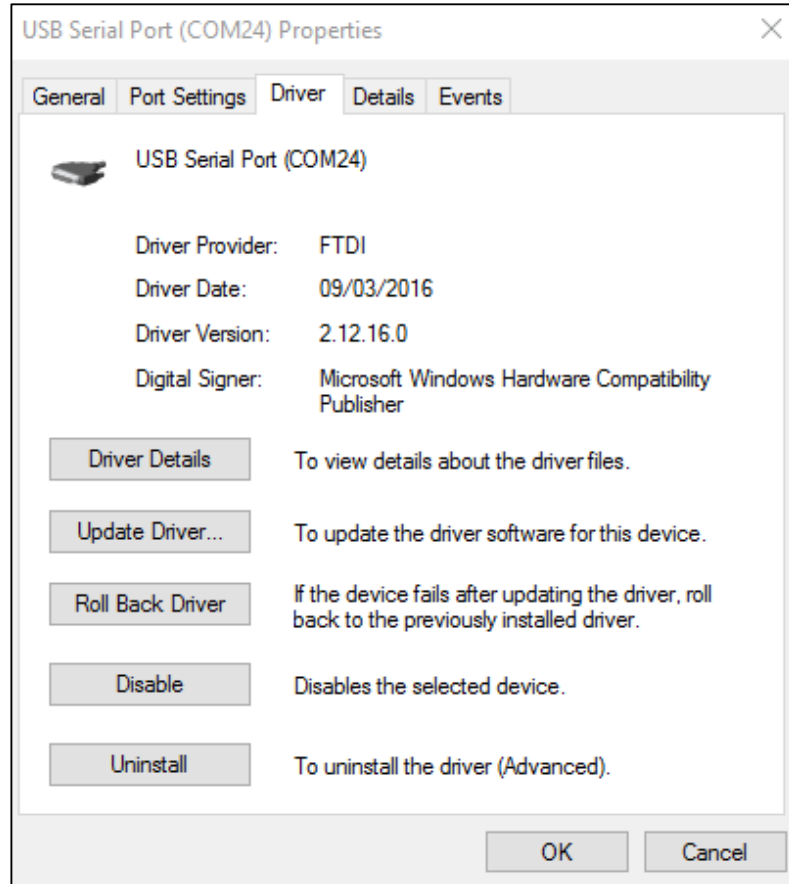 USB Serial Port (COM24) Properties
General Port Settings Driver Details Events
USB Serial Port (COM24)
Driver Provider: FTDI
Driver Date: 09/03/2016
Driver Version: 2.12.16.0
Digital Signer: Microsoft Windows Hardware Compatibility
Publisher
Driver Details To view details about the driver files.
Update Driver... To update the driver software for this device.
Roll Back Driver If the device fails after updating the driver, roll
back to the previously installed driver.
Disable Disables the selected device.
Uninstall To uninstall the driver (Advanced).
OK Cancel